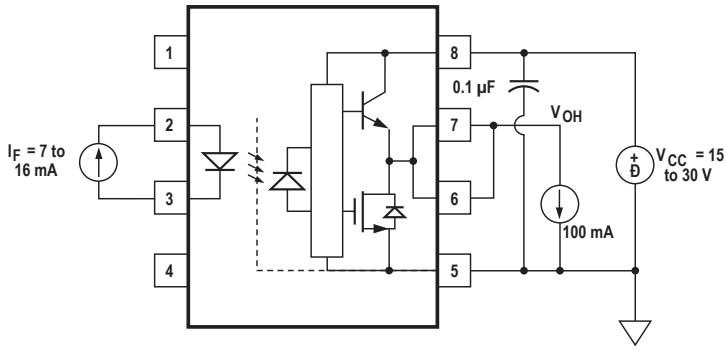 1
8
0.1 µF
2
7
V_OH
I_F = 7 to
16 mA
+
Đ
V_CC = 15
to 30 V
3
6
100 mA
4
5